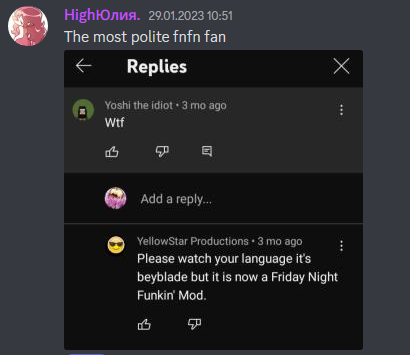 HighЮлия. 29.01.2023 10:51
The most polite fnfn fan
Replies
Yoshi the idiot • 3 mo ago
Wtf
Add a reply...
YellowStar Productions • 3 mo ago
Please watch your language it's
beyblade but it is now a Friday Night
Funkin' Mod.